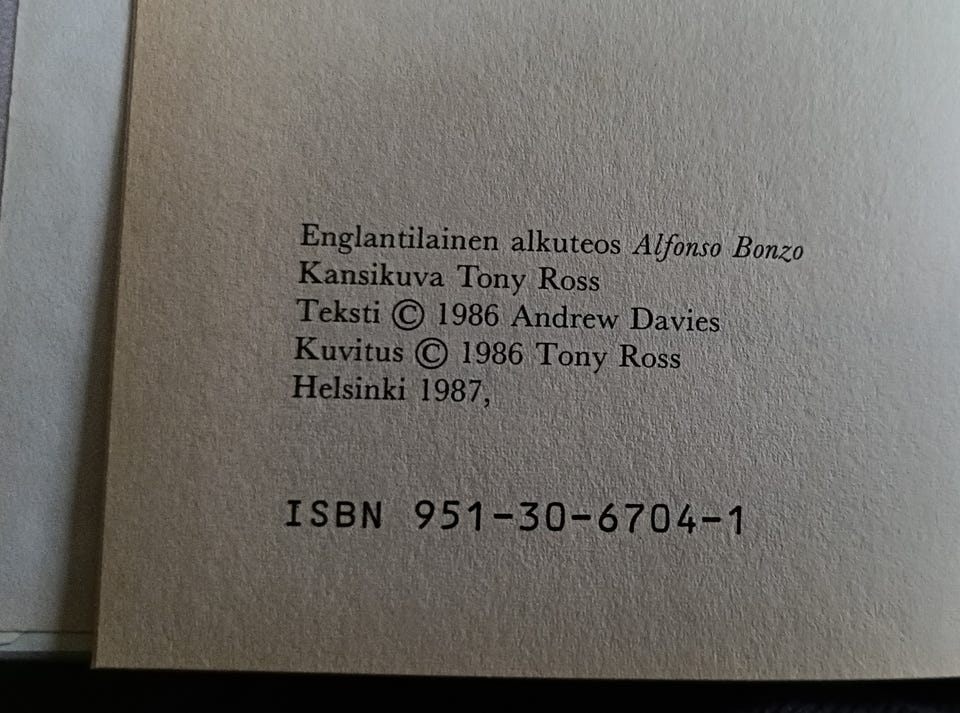 Englantilainen alkuteos Alfonso Bonzo
Kansikuva Tony Ross
Teksti © 1986 Andrew Davies
Kuvitus © 1986 Tony Ross
Helsinki 1987,
ISBN 951-30-6704-1